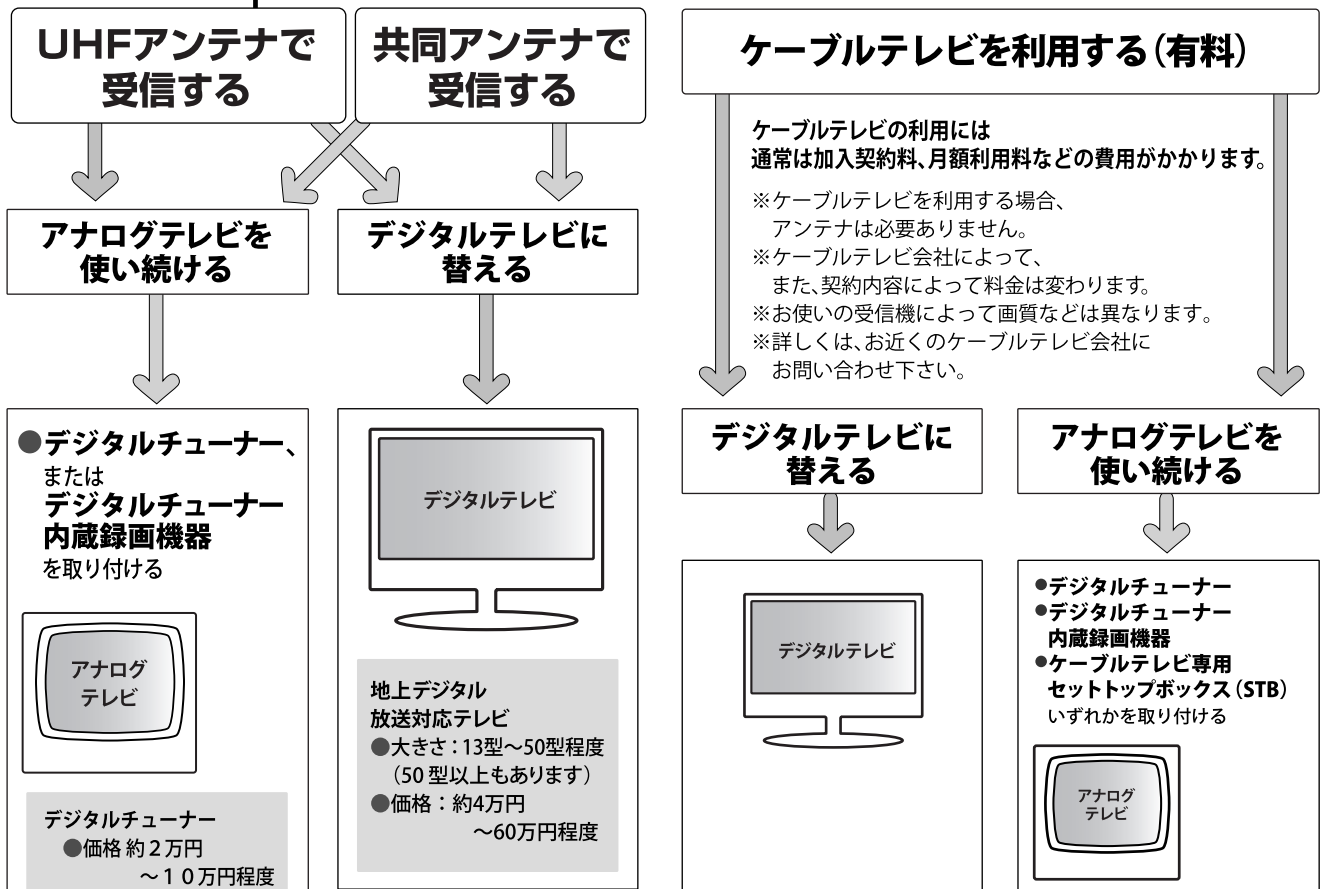 UHFアンテナで
受信する
共同アンテナで
受信する
アナログテレビを
使い続ける
デジタルテレビに
替える
●デジタルチューナー、
または
デジタルチューナー
内蔵録画機器
を取り付ける
アナログ
テレビ
デジタルチューナー
●価格 約2万円
～10万円程度
デジタルテレビ
地上デジタル
放送対応テレビ
●大きさ：13型～50型程度
（50型以上もあります）
●価格：約4万円
～60万円程度
ケーブルテレビを利用する（有料）
ケーブルテレビの利用には
通常は加入契約料、月額利用料などの費用がかかります。
※ケーブルテレビを利用する場合、
アンテナは必要ありません。
※ケーブルテレビ会社によって、
また、契約内容によって料金は変わります。
※お使いの受信機によって画質などは異なります。
※詳しくは、お近くのケーブルテレビ会社に
お問い合わせ下さい。
デジタルテレビに
替える
デジタルテレビ
アナログテレビを
使い続ける
●デジタルチューナー
●デジタルチューナー
内蔵録画機器
●ケーブルテレビ専用
セットトップボックス（STB）
いずれかを取り付ける
アナログ
テレビ